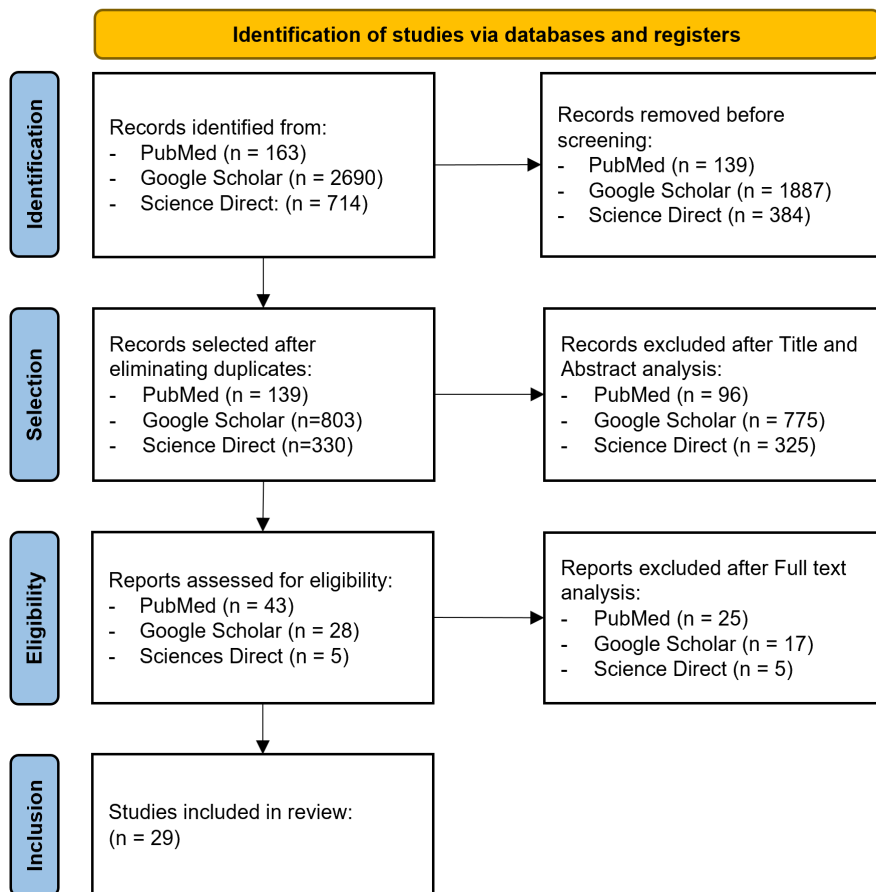 Identification of studies via databases and registers
Identification
Records identified from:
- PubMed (n = 163)
- Google Scholar (n = 2690)
- Science Direct: (n = 714)
Records removed before
screening:
- PubMed (n = 139)
- Google Scholar (n = 1887)
- Science Direct (n = 384)
Selection
Records selected after
eliminating duplicates:
- PubMed (n = 139)
- Google Scholar (n=803)
- Science Direct (n=330)
Records excluded after Title and
Abstract analysis:
- PubMed (n = 96)
- Google Scholar (n = 775)
- Science Direct (n = 325)
Eligibility
Reports assessed for eligibility:
- PubMed (n = 43)
- Google Scholar (n = 28)
- Sciences Direct (n = 5)
Reports excluded after Full text
analysis:
- PubMed (n = 25)
- Google Scholar (n = 17)
- Science Direct (n = 5)
Inclusion
Studies included in review:
(n = 29)